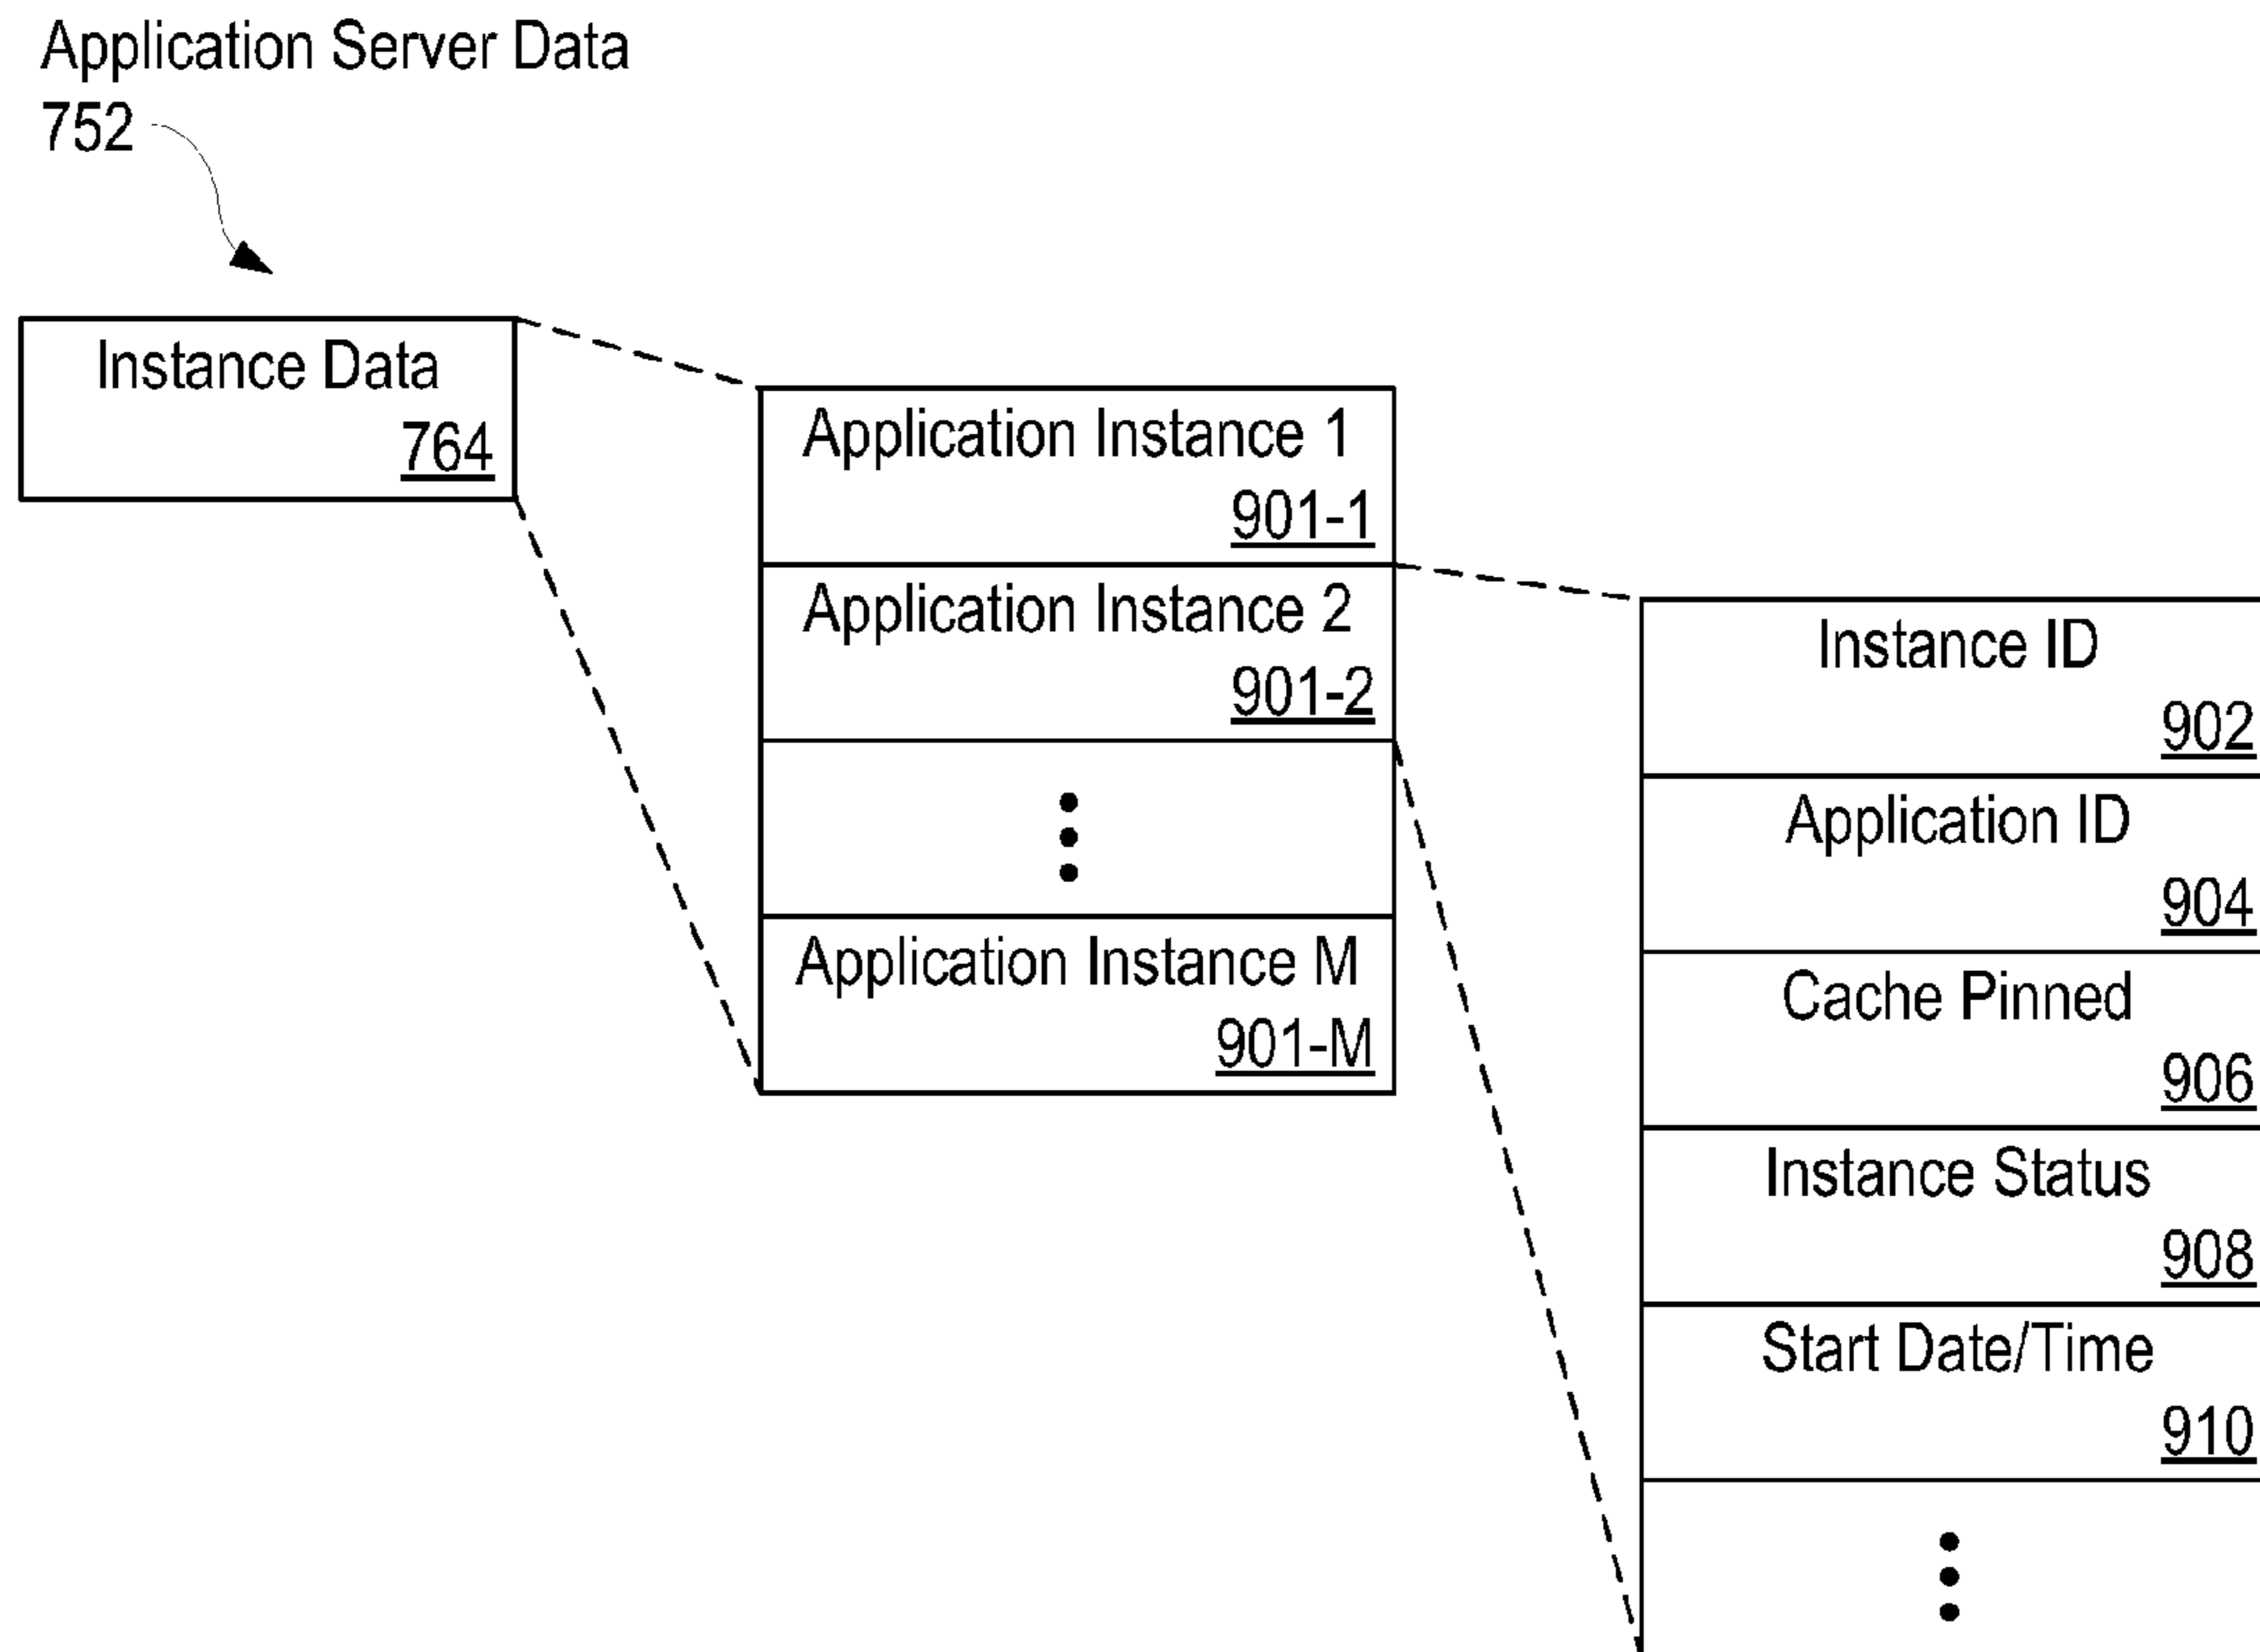 Application Server Data
752
Instance Data
764
Application Instance 1
901-1
Application Instance 2
901-2
Application Instance M
901-M
Instance ID
902
Application ID
904
Cache Pinned
906
Instance Status
908
Start Date/Time
910